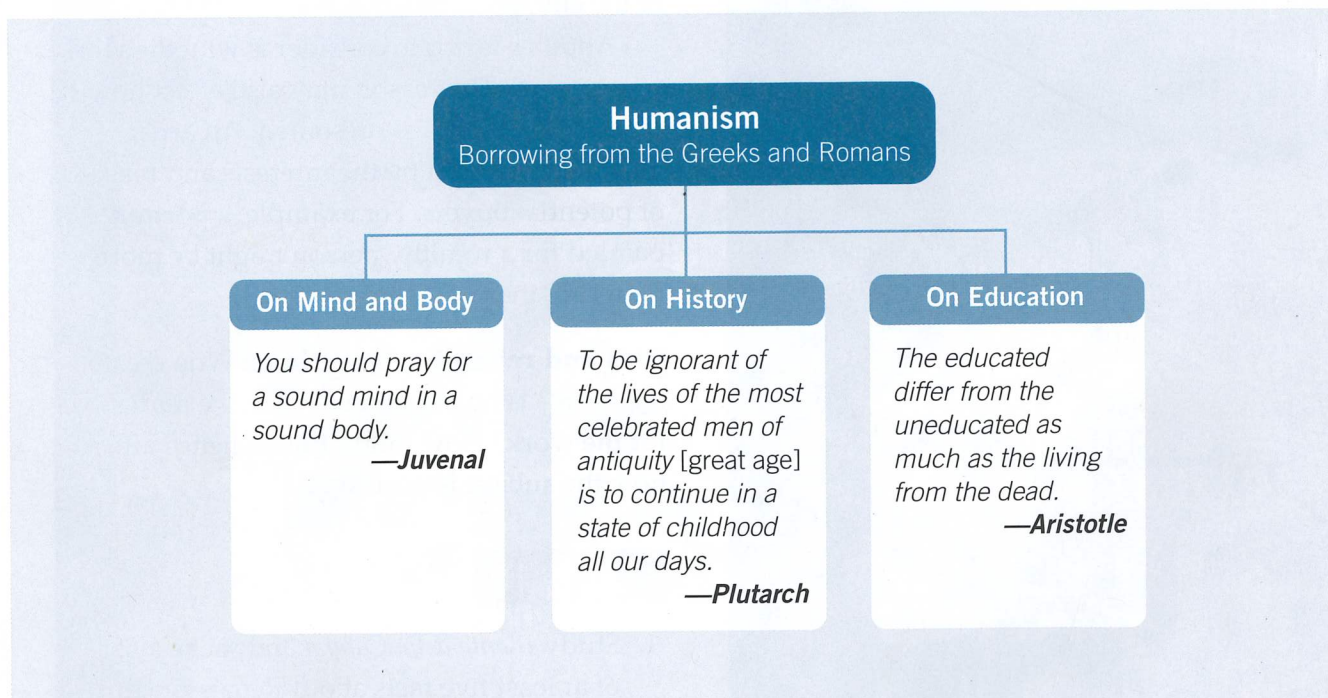 Humanism
Borrowing from the Greeks and Romans
On Mind and Body
You should pray for
a sound mind in a
sound body.
—Juvenal
On History
To be ignorant of
the lives of the most
celebrated men of
antiquity [great age]
is to continue in a
state of childhood
all our days.
—Plutarch
On Education
The educated
differ from the
uneducated as
much as the living
from the dead.
—Aristotle